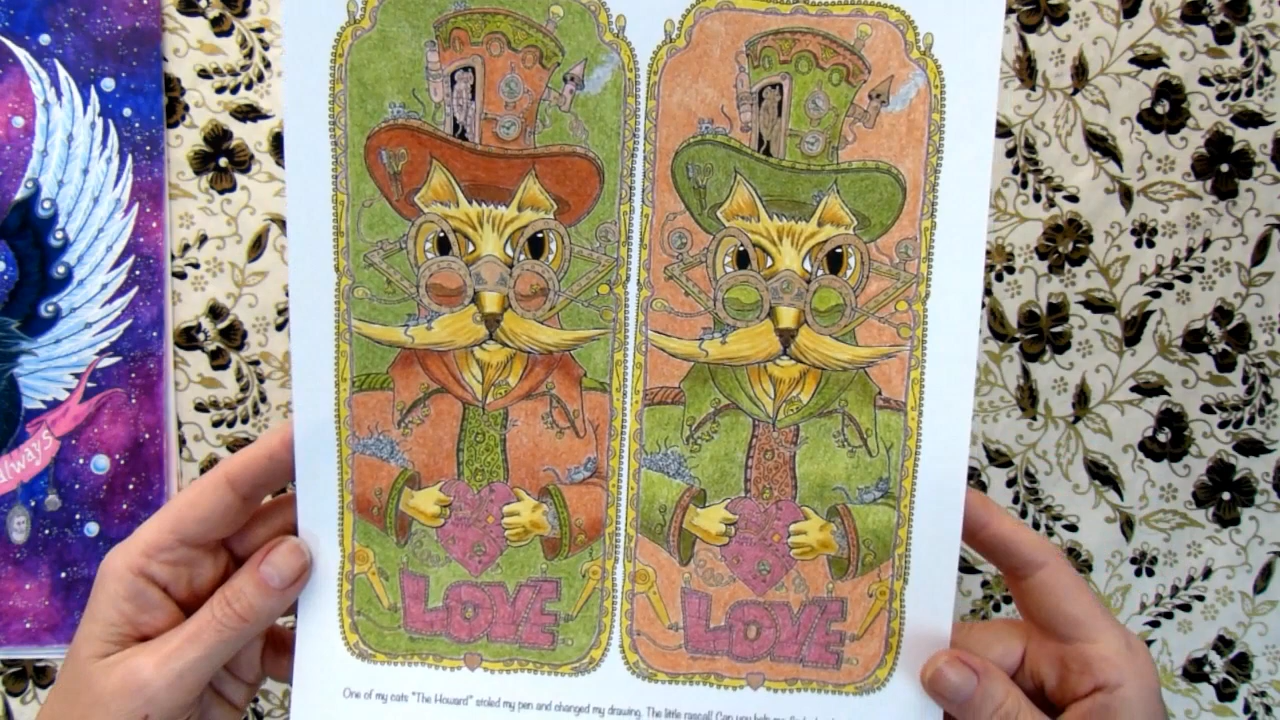 always
LOVE
LOVE
One of my cats "The Howard" stoled my pen and changed my drawing. The little rascal! Can you help me